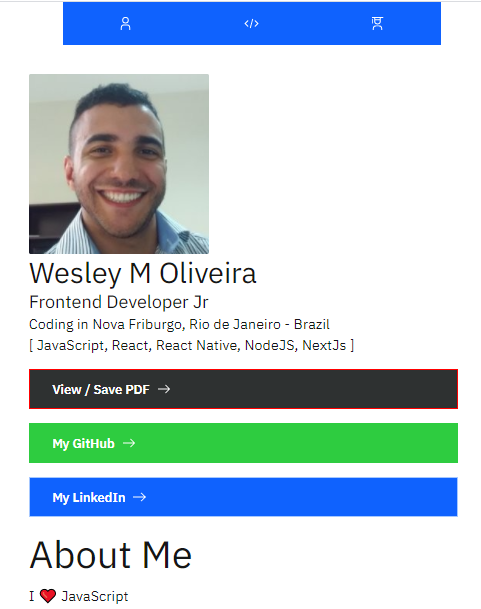 Wesley M Oliveira
Frontend Developer Jr
Coding in Nova Friburgo, Rio de Janeiro - Brazil
[ JavaScript, React, React Native, NodeJS, NextJs ]
View / Save PDF →
My GitHub →
My LinkedIn →
About Me
I ❤️ JavaScript